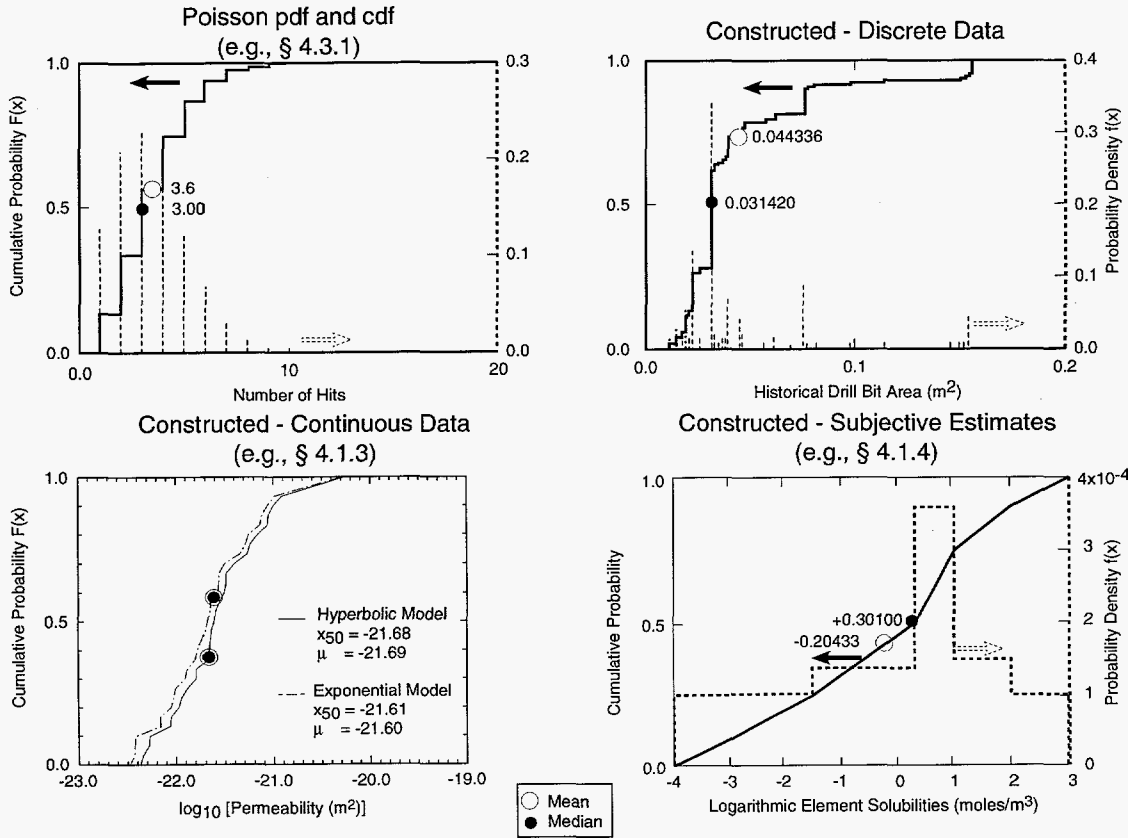 Poisson pdf and cdf
(e.g., § 4.3.1)
Cumulative Probability F(x)
1.0
0.5
0.0
0.3
0.2
0.1
0.0
3.6
3.00
0.0
10
20
Number of Hits
Constructed - Discrete Data
1.0
0.5
0.0
0.4
0.3
0.2
0.1
0.0
Probability Density f(x)
0.044336
0.031420
0.0
0.1
0.2
Historical Drill Bit Area (m²)
Constructed - Continuous Data
(e.g., § 4.1.3)
Cumulative Probability F(x)
1.0
0.5
0.0
Hyperbolic Model
x₅₀ = -21.68
μ = -21.69
Exponential Model
x₅₀ = -21.61
μ = -21.60
-23.0
-22.0
-21.0
-20.0
-19.0
log₁₀ [Permeability (m²)]
Constructed - Subjective Estimates
(e.g., § 4.1.4)
Cumulative Probability
1.0
0.5
0.0
4x10⁻⁴
3
2
1
0
Probability Density f(x)
+0.30100
-0.20433
-4
-3
-2
-1
0
1
2
3
Logarithmic Element Solubilities (moles/m³)
Mean
Median